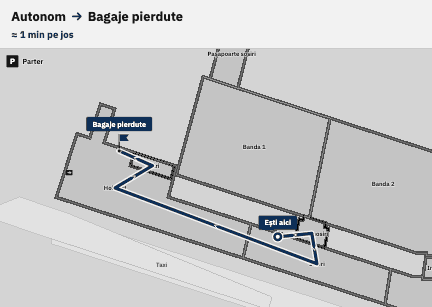 Autonom → Bagaje pierdute
≈ 1 min pe jos
P Parter
Pașapoarte sosiri
Bagaje pierdute
Banda 1
Banda 2
Ești aici
Taxi